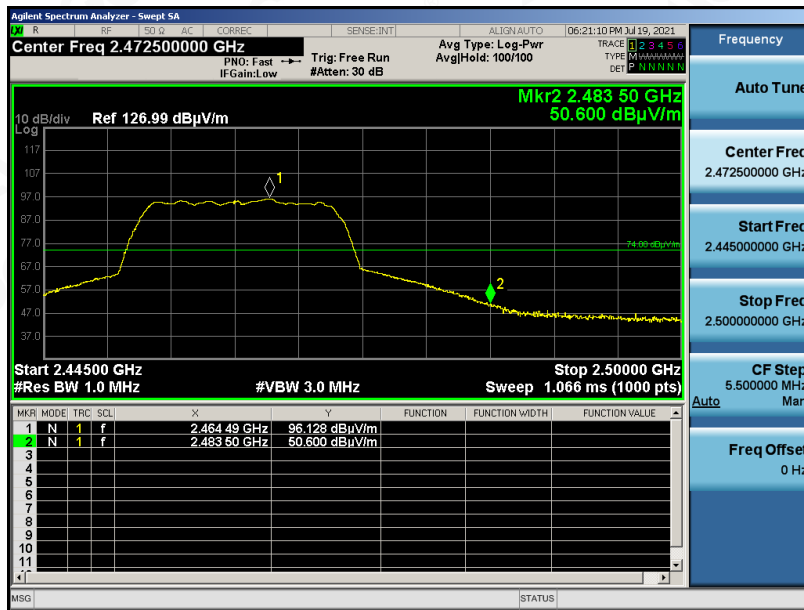 Agilent Spectrum Analyzer - Swept SA
LXI R RF 50 Ω AC CORREC SENSE:INT ALIGN AUTO 06:21:10 PM Jul 19, 2021
Center Freq 2.472500000 GHz
PNO: Fast
IFGain:Low
Trig: Free Run
#Atten: 30 dB
Avg Type: Log-Pwr
Avg|Hold: 100/100
TRACE 1 2 3 4 5 6
TYPE M
DET P N N N N N
Mkr2 2.483 50 GHz
50.600 dBµV/m
10 dB/div Ref 126.99 dBµV/m
Log
117
107
97.0
87.0
77.0
67.0
57.0
47.0
37.0
1
74.00 dBµV/m
2
Start 2.44500 GHz Stop 2.50000 GHz
#Res BW 1.0 MHz #VBW 3.0 MHz Sweep 1.066 ms (1000 pts)
MKR MODE TRC SCL X Y FUNCTION FUNCTION WIDTH FUNCTION VALUE
1 N 1 f 2.464 49 GHz 96.128 dBµV/m
2 N 1 f 2.483 50 GHz 50.600 dBµV/m
3
4
5
6
7
8
9
10
11
MSG STATUS
Frequency
Auto Tune
Center Freq
2.472500000 GHz
Start Freq
2.445000000 GHz
Stop Freq
2.500000000 GHz
CF Step
5.500000 MHz
Auto Man
Freq Offset
0 Hz